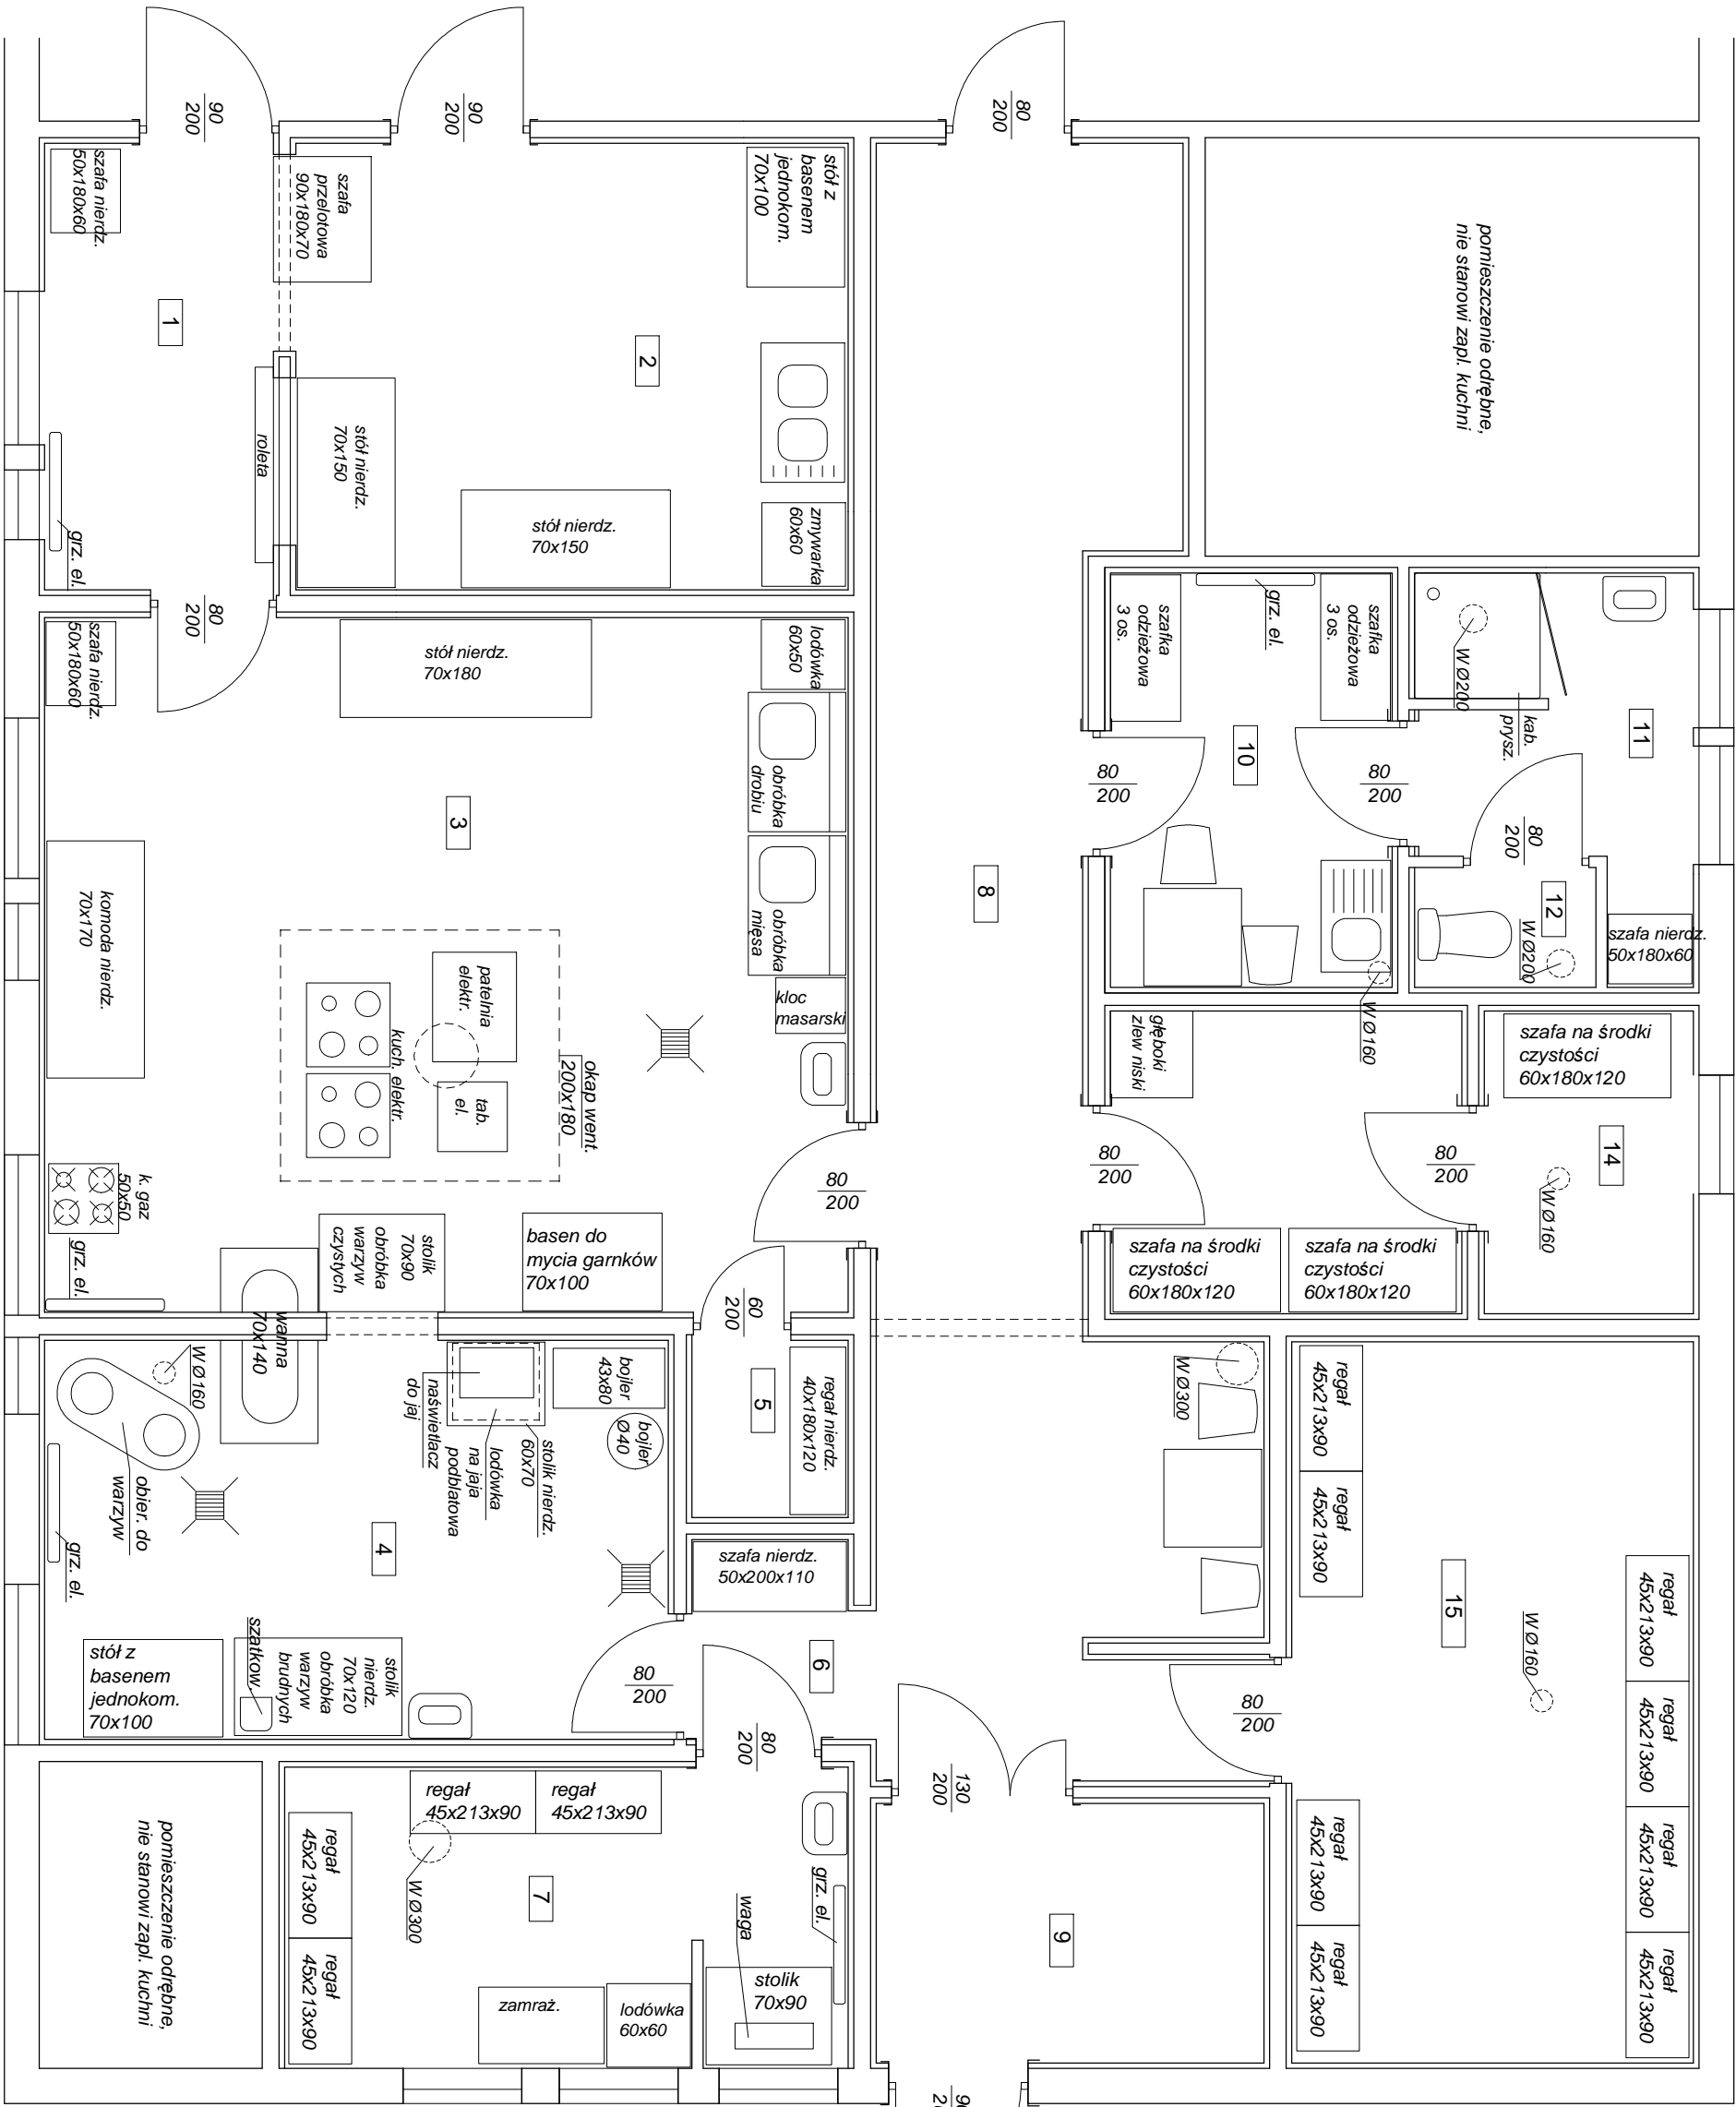 90
200
90
200
80
200
szafa nierdz.
50x180x60
szafa
przelotowa
90x180x70
stół z
basenem
jednokom.
70x100
pomieszczenie odrębne,
nie stanowi zapl. kuchni
1
2
roleta
stół nierdz.
70x150
stół nierdz.
70x150
zmywarka
60x60
grz. el.
80
200
szafa nierdz.
50x180x60
stół nierdz.
70x180
lodówka
60x50
szafka
odzieżowa
3 os.
grz. el.
szafka
odzieżowa
3 os.
W Ø200
kab.
prysz.
11
10
80
200
80
200
80
200
3
obróbka
drobiu
obróbka
mięsa
8
12
W Ø200
szafa nierdz.
50x180x60
komoda nierdz.
70x170
patelnia
elektr.
kuch. elektr.
tab.
el.
okap went.
200x180
kloc
masarski
W Ø160
głęboki
zlew niski
szafa na środki
czystości
60x180x120
14
80
200
80
200
80
200
W Ø160
k. gaz
50x50
grz. el.
stolik
70x90
obróbka
warzyw
czystych
basen do
mycia garnków
70x100
szafa na środki
czystości
60x180x120
szafa na środki
czystości
60x180x120
60
200
wanna
70x140
W Ø160
bojler
43x80
bojler
Ø40
naświetlacz
do jaj
lodówka
na jaja
podblatowa
stolik nierdz.
60x70
5
regał nierdz.
40x180x120
W Ø300
regał
45x213x90
regał
45x213x90
obier. do
warzyw
grz. el.
4
szafa nierdz.
50x200x110
15
regał
45x213x90
regał
45x213x90
regał
45x213x90
regał
45x213x90
W Ø160
szatkow.
stół z
basenem
jednokom.
70x100
stolik
nierdz.
70x120
obróbka
warzyw
brudnych
80
200
6
80
200
80
200
130
200
regał
45x213x90
regał
45x213x90
regał
45x213x90
regał
45x213x90
W Ø300
7
waga
grz. el.
9
regał
45x213x90
regał
45x213x90
pomieszczenie odrębne,
nie stanowi zapl. kuchni
zamraż.
lodówka
60x60
stolik
70x90